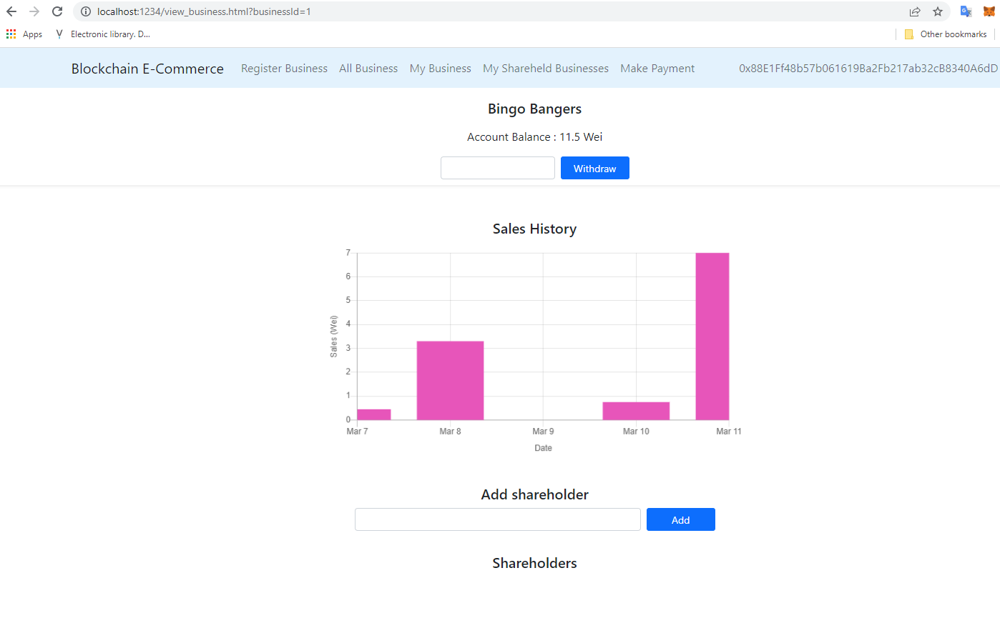 localhost:1234/view_business.html?businessId=1
Apps Electronic library. D... Other bookmarks
Blockchain E-Commerce Register Business All Business My Business My Shareheld Businesses Make Payment 0x88E1Ff48b57b061619Ba2Fb217ab32cB8340A6dD
Bingo Bangers
Account Balance : 11.5 Wei
Withdraw
Sales History
7
6
5
4
3
2
1
0
Sales (Wei)
Mar 7 Mar 8 Mar 9 Mar 10 Mar 11
Date
Add shareholder
Add
Shareholders